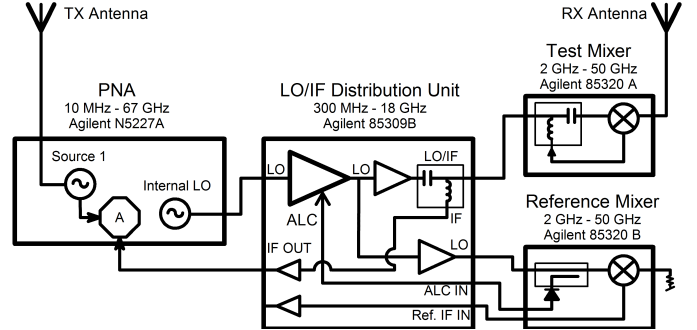 TX Antenna
RX Antenna
Test Mixer
2 GHz - 50 GHz
Agilent 85320 A
PNA
10 MHz - 67 GHz
Agilent N5227A
LO/IF Distribution Unit
300 MHz - 18 GHz
Agilent 85309B
Source 1
Internal LO
A
LO
LO
LO/IF
ALC
IF
IF OUT
LO
ALC IN
Ref. IF IN
Reference Mixer
2 GHz - 50 GHz
Agilent 85320 B